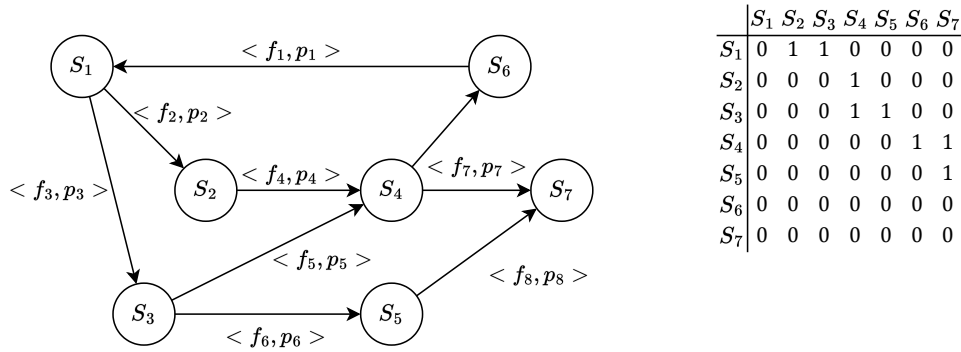 S₁
< f₁, p₁ >
S₆
< f₂, p₂ >
< f₃, p₃ >
S₂
< f₄, p₄ >
S₄
< f₇, p₇ >
S₇
< f₅, p₅ >
< f₈, p₈ >
S₃
< f₆, p₆ >
S₅
S₁ S₂ S₃ S₄ S₅ S₆ S₇
S₁ 0 1 1 0 0 0 0
S₂ 0 0 0 1 0 0 0
S₃ 0 0 0 1 1 0 0
S₄ 0 0 0 0 0 1 1
S₅ 0 0 0 0 0 0 1
S₆ 0 0 0 0 0 0 0
S₇ 0 0 0 0 0 0 0